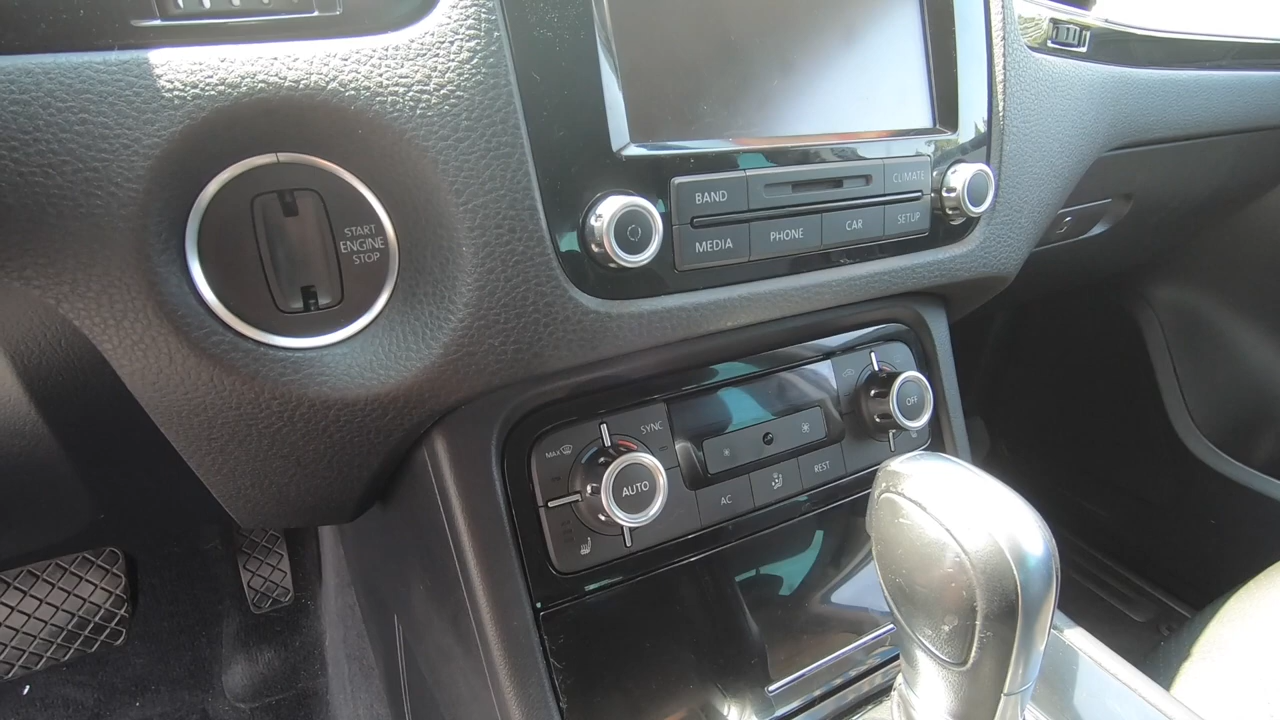 START
ENGINE
STOP
BAND
CLIMATE
MEDIA
PHONE
CAR
SETUP
MAX
SYNC
AUTO
OFF
AC
REST